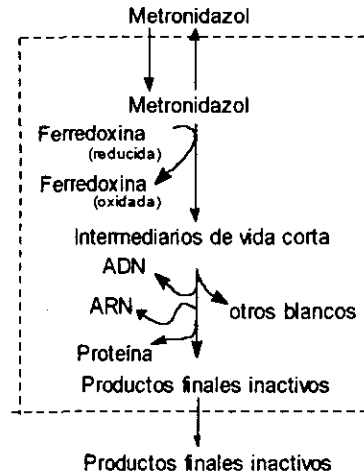 Metronidazol
Metronidazol
Ferredoxina
(reducida)
Ferredoxina
(oxidada)
Intermediarios de vida corta
ADN
ARN
otros blancos
Proteína
Productos finales inactivos
Productos finales inactivos